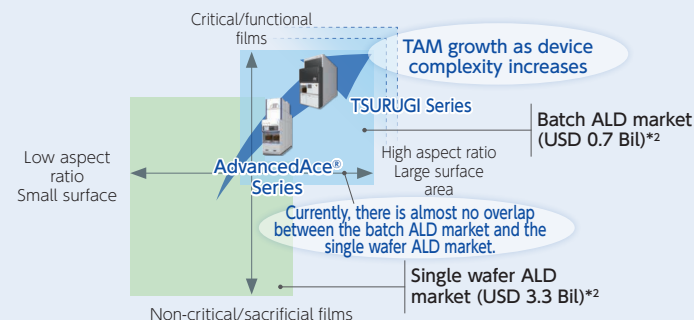 Critical/functional
films
TAM growth as device
complexity increases
TSURUGI Series
Batch ALD market
(USD 0.7 Bil)*2
Low aspect
ratio
Small surface
AdvancedAce®
Series
High aspect ratio
Large surface
area
Currently, there is almost no overlap
between the batch ALD market and the
single wafer ALD market.
Single wafer ALD
market (USD 3.3 Bil)*2
Non-critical/sacrificial films